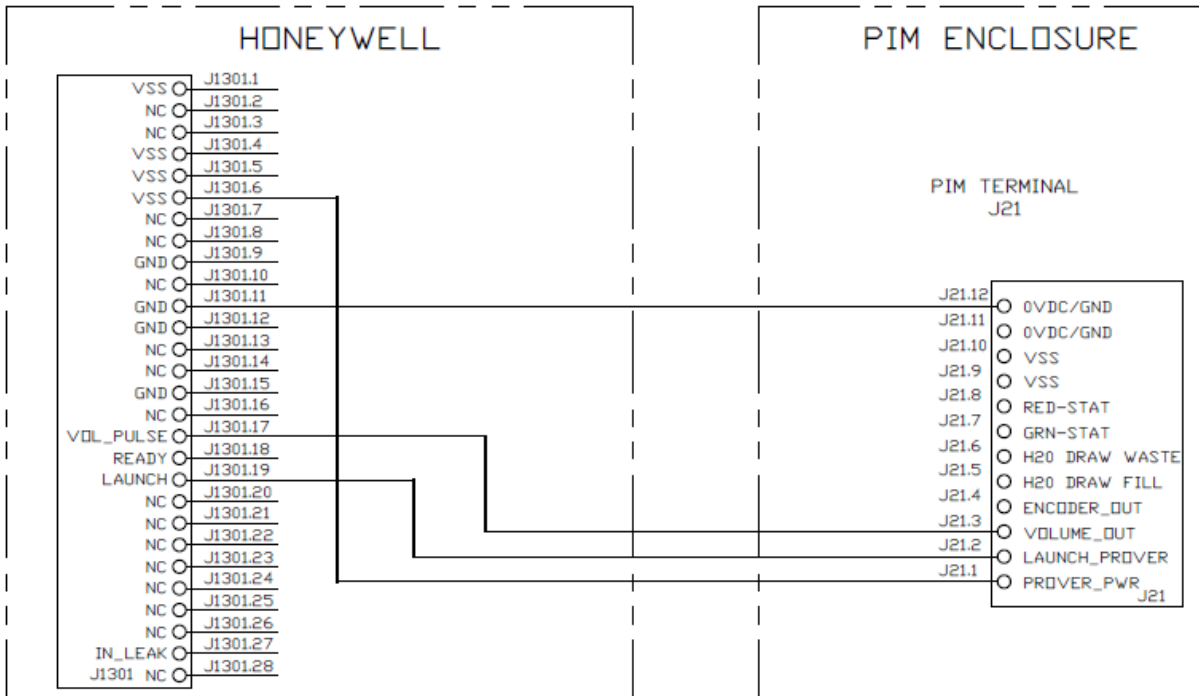 HONEYWELL
VSS J1301.1
NC J1301.2
NC J1301.3
VSS J1301.4
VSS J1301.5
VSS J1301.6
NC J1301.7
NC J1301.8
GND J1301.9
NC J1301.10
GND J1301.11
GND J1301.12
NC J1301.13
NC J1301.14
GND J1301.15
NC J1301.16
VOL_PULSE J1301.17
READY J1301.18
LAUNCH J1301.19
NC J1301.20
NC J1301.21
NC J1301.22
NC J1301.23
NC J1301.24
NC J1301.25
NC J1301.26
IN_LEAK J1301.27
J1301 NC J1301.28
PIM ENCLOSURE
PIM TERMINAL
J21
J21.12 0VDC/GND
J21.11 0VDC/GND
J21.10 VSS
J21.9 VSS
J21.8 RED-STAT
J21.7 GRN-STAT
J21.6 H20 DRAW WASTE
J21.5 H20 DRAW FILL
J21.4 ENCODER_OUT
J21.3 VOLUME_OUT
J21.2 LAUNCH_PROVER
J21.1 PROVER_PWR
J21